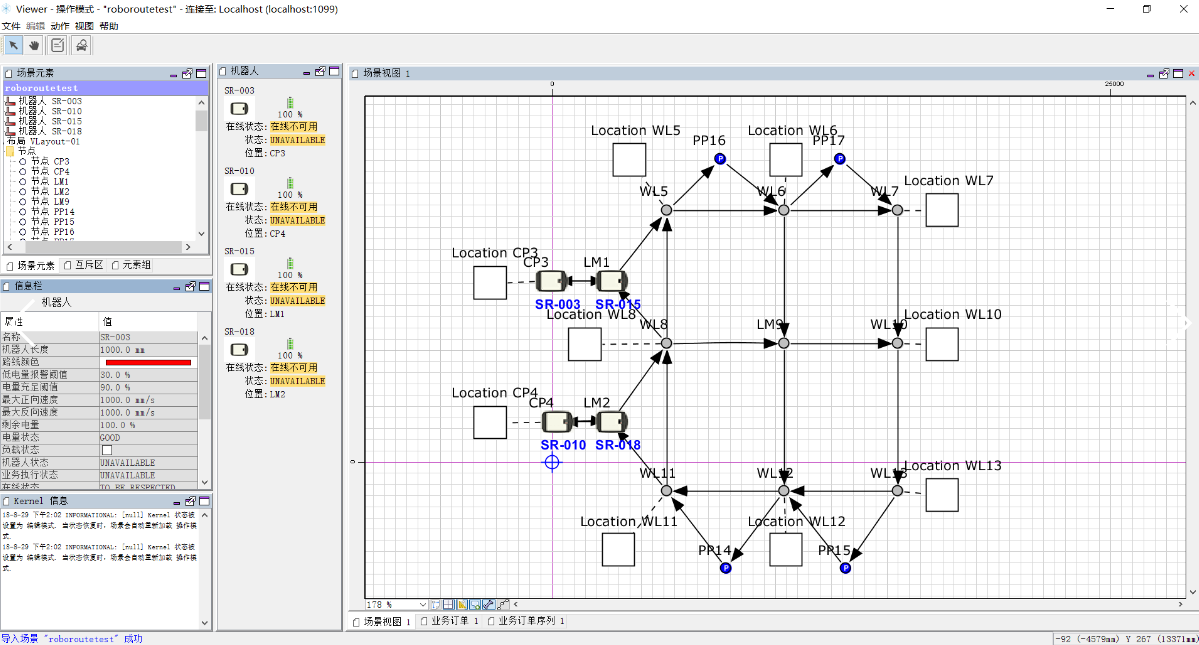 Viewer - 操作模式 - "roboroutetest" - 连接至: Localhost (localhost:1099)
文件 编辑 动作 视图 帮助
场景元素
roboroutetest
机器人 SR-003
机器人 SR-010
机器人 SR-015
机器人 SR-018
布局 VLayout-01
节点
节点 CP3
节点 CP4
节点 LM1
节点 LM2
节点 LM9
节点 PP14
节点 PP15
节点 PP16
场景元素 互斥区 元素组
信息栏
机器人
属性 值
名称 SR-003
机器人长度 1000.0 mm
路线颜色
低电量报警阈值 30.0 %
电量充足阈值 90.0 %
最大正向速度 1000.0 mm/s
最大反向速度 1000.0 mm/s
剩余电量 100.0 %
电量状态 GOOD
负载状态
机器人状态 UNAVAILABLE
业务执行状态 UNAVAILABLE
在线状态 TO_BE_RESPECTED
Kernel 信息
18-8-29 下午2:02 INFORMATIONAL: [null] Kernel 状态被
设置为 编辑模式. 当状态恢复时, 场景会自动重新加载 操作模
式.
18-8-29 下午2:02 INFORMATIONAL: [null] Kernel 状态被
设置为 编辑模式. 当状态恢复时, 场景会自动重新加载 操作模
式.
导入场景 "roboroutetest" 成功
机器人
SR-003
100 %
在线状态: 在线不可用
状态: UNAVAILABLE
位置: CP3
SR-010
100 %
在线状态: 在线不可用
状态: UNAVAILABLE
位置: CP4
SR-015
100 %
在线状态: 在线不可用
状态: UNAVAILABLE
位置: LM1
SR-018
100 %
在线状态: 在线不可用
状态: UNAVAILABLE
位置: LM2
场景视图 1
0 26000
Location WL5 Location WL6
PP16 PP17
Location WL7
WL5 WL6 WL7
Location CP3
CP3 LM1
SR-003 SR-015
Location WL8 Location WL10
WL8 LM9 WL10
Location CP4
CP4 LM2
SR-010 SR-018
0
Location WL13
WL11 WL12 WL13
Location WL11 Location WL12
PP14 PP15
178 %
场景视图 1 业务订单 1 业务订单序列 1
-92 (-4579mm) Y 267 (13371mm)